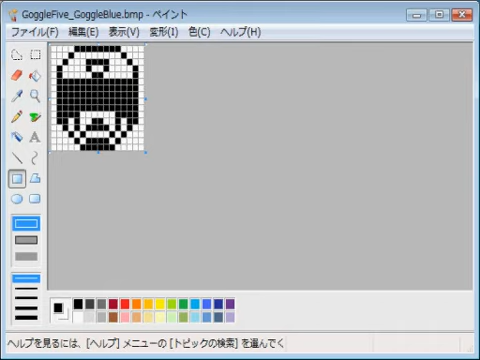 GoggleFive_GoggleBlue.bmp - ペイント
ファイル(F) 編集(E) 表示(V) 変形(I) 色(C) ヘルプ(H)
A
ヘルプを見るには、[ヘルプ] メニューの [トピックの検索] を選んでく